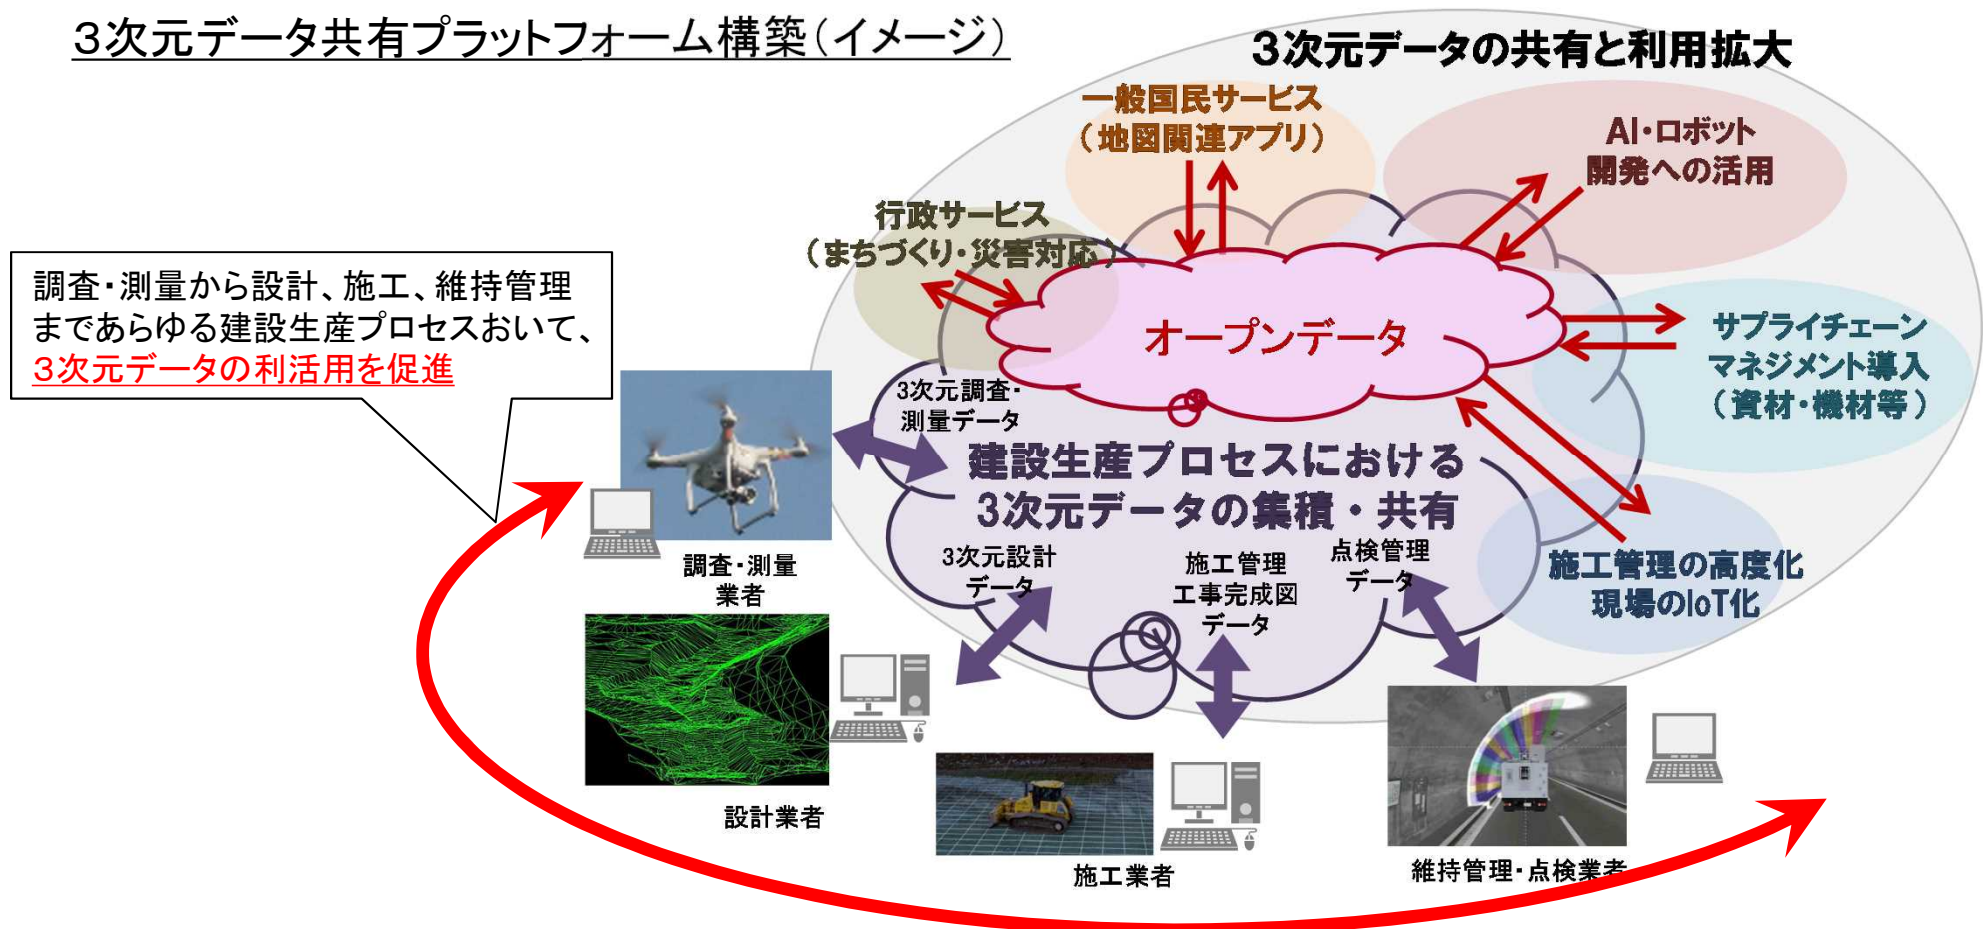 ３次元データ共有プラットフォーム構築（イメージ）
３次元データの共有と利用拡大
一般国民サービス
（地図関連アプリ）
AI・ロボット
開発への活用
行政サービス
（まちづくり・災害対応）
調査・測量から設計、施工、維持管理
まであらゆる建設生産プロセスおいて、
３次元データの利活用を促進
オープンデータ
サプライチェーン
マネジメント導入
（資材・機材等）
3次元調査・
測量データ
建設生産プロセスにおける
3次元データの集積・共有
3次元設計
データ
施工管理
工事完成図
データ
点検管理
データ
施工管理の高度化
現場のIoT化
調査・測量
業者
設計業者
施工業者
維持管理・点検業者